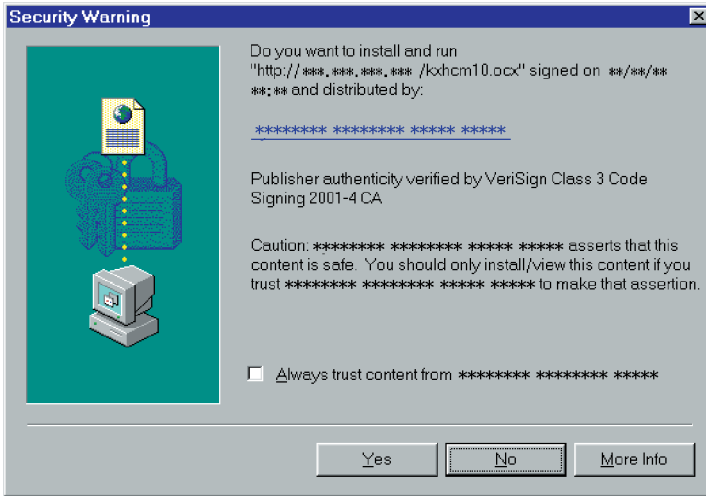 Security Warning
Do you want to install and run
"http://***.***.***.*** /kxhcm10.ocx" signed on **/**/**
**:** and distributed by:
******** ******** ***** *****
Publisher authenticity verified by VeriSign Class 3 Code
Signing 2001-4 CA
Caution: ******** ******** ***** ***** asserts that this
content is safe. You should only install/view this content if you
trust ******** ******** ***** ***** to make that assertion.
Always trust content from ******** ******** *****
Yes No More Info